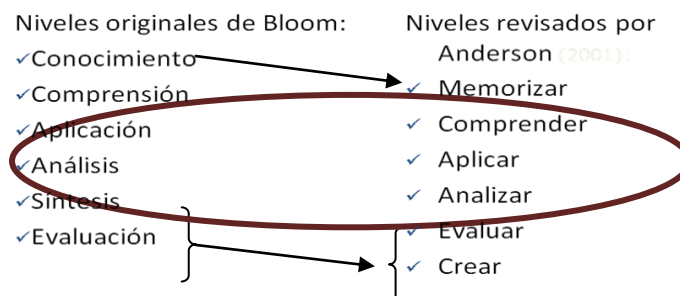 Niveles originales de Bloom:
✓Conocimiento
✓Comprensión
✓Aplicación
✓Análisis
✓Síntesis
✓Evaluación
Niveles revisados por
Anderson (2001):
✓ Memorizar
✓ Comprender
✓ Aplicar
✓ Analizar
✓ Evaluar
✓ Crear